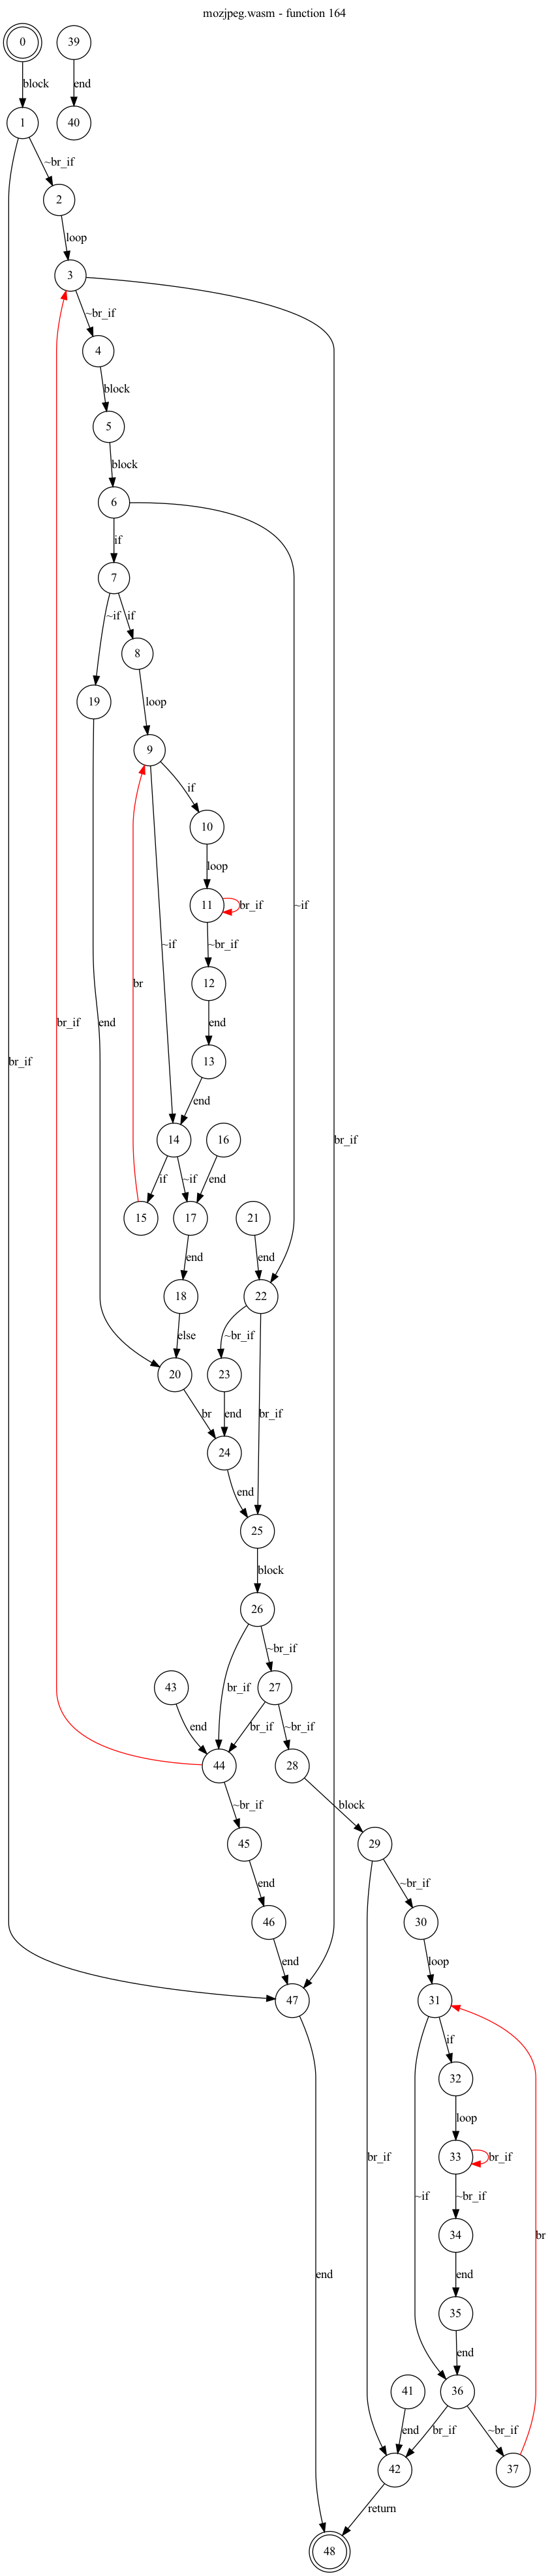 mozjpeg.wasm - function 164
0
39
block
end
1
40
~br_if
2
loop
3
~br_if
4
block
5
block
6
if
7
~if
if
8
19
loop
9
if
10
loop
11
br_if
~if
~if
~br_if
12
br
end
br_if
end
13
br_if
end
14
16
br_if
if
~if
end
15
17
21
end
end
18
22
else
~br_if
20
23
br
end
br_if
24
end
25
block
26
~br_if
43
br_if
27
end
br_if
~br_if
44
28
~br_if
block
45
29
end
~br_if
46
30
end
loop
47
31
if
32
loop
br_if
33
br_if
~if
~br_if
34
end
end
br
35
end
41
36
end
br_if
~br_if
42
37
return
48